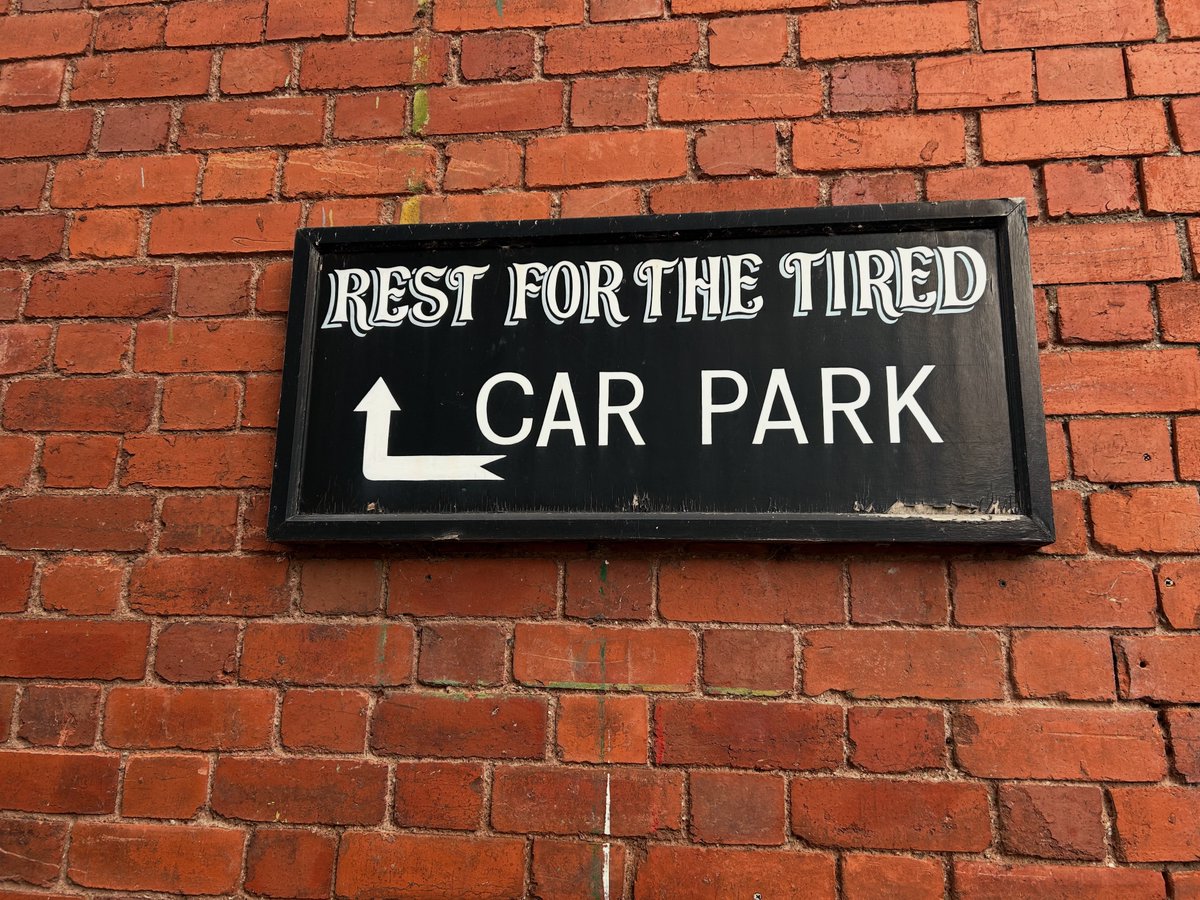 REST FOR THE TIRED
CAR PARK